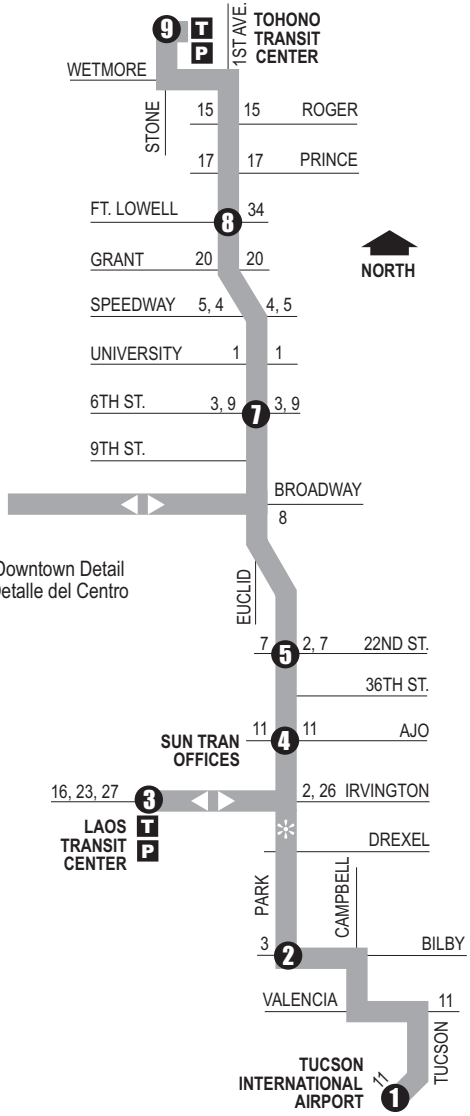 9 T P
TOHONO
TRANSIT
CENTER
1ST AVE.
WETMORE
STONE
15 15 ROGER
17 17 PRINCE
FT. LOWELL 8 34
NORTH
GRANT 20 20
SPEEDWAY 5, 4 4, 5
UNIVERSITY 1 1
6TH ST. 3, 9 7 3, 9
9TH ST.
BROADWAY
8
Downtown Detail
Detalle del Centro
EUCLID
7 5 2, 7 22ND ST.
36TH ST.
SUN TRAN
OFFICES
11 4 11 AJO
16, 23, 27 3 2, 26 IRVINGTON
LAOS
TRANSIT
CENTER
T
P
DREXEL
PARK
CAMPBELL
3 2 BILBY
VALENCIA 11
TUCSON
TUCSON
INTERNATIONAL
AIRPORT
11
1